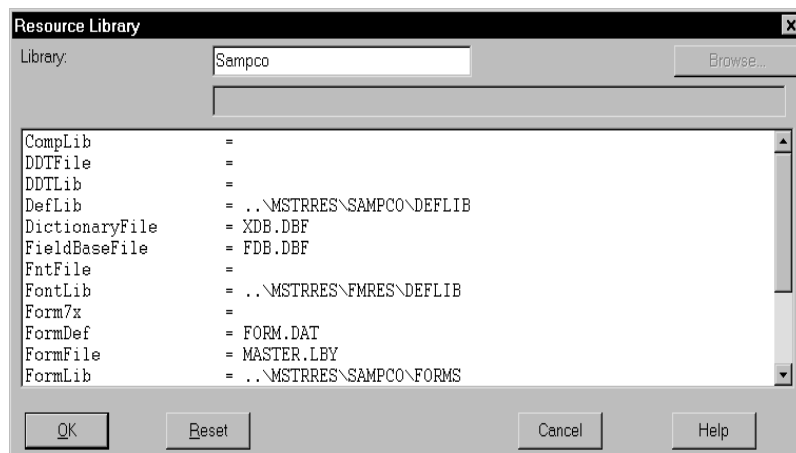 Resource Library
Library: Sampco Browse...
CompLib =
DDTFile =
DDTLib =
DefLib = ..\MSTRRES\SAMPCO\DEFLIB
DictionaryFile = XDB.DBF
FieldBaseFile = FDB.DBF
FntFile =
FontLib = ..\MSTRRES\FMRES\DEFLIB
Form7x =
FormDef = FORM.DAT
FormFile = MASTER.LBY
FormLib = ..\MSTRRES\SAMPCO\FORMS
OK Reset Cancel Help